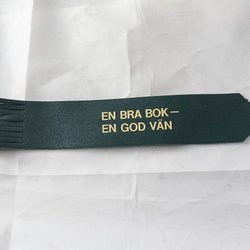 EN BRA BOK—
EN GOD VÄN